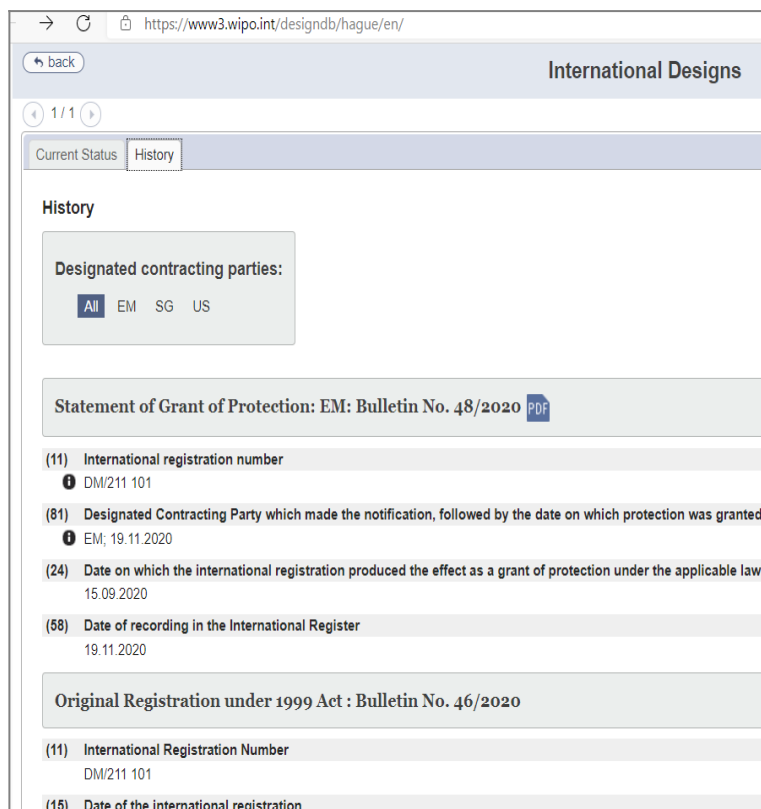 https://www3.wipo.int/designdb/hague/en/
back
International Designs
1 / 1
Current Status History
History
Designated contracting parties:
All EM SG US
Statement of Grant of Protection: EM: Bulletin No. 48/2020 PDF
(11) International registration number
DM/211 101
(81) Designated Contracting Party which made the notification, followed by the date on which protection was granted
EM; 19.11.2020
(24) Date on which the international registration produced the effect as a grant of protection under the applicable law
15.09.2020
(58) Date of recording in the International Register
19.11.2020
Original Registration under 1999 Act : Bulletin No. 46/2020
(11) International Registration Number
DM/211 101
(15) Date of the international registration